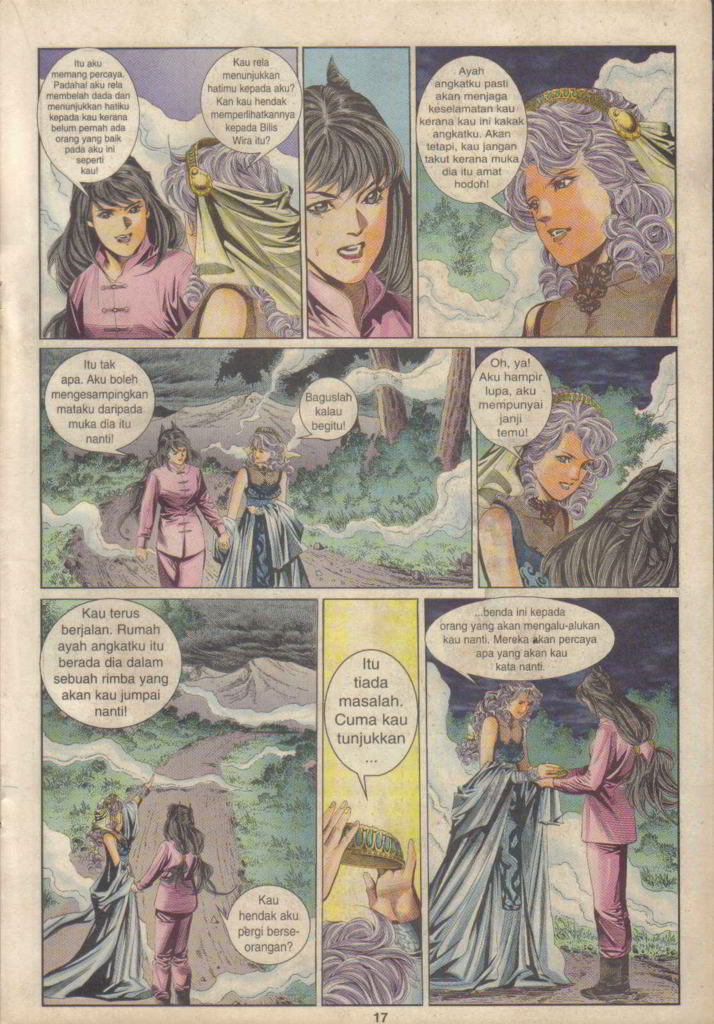 Itu aku
memang percaya.
Padahal aku rela
membelah dada dan
menunjukkan hatiku
kepada kau kerana
belum pernah ada
orang yang baik
pada aku ini
seperti
kau!
Kau rela
menunjukkan
hatimu kepada aku?
Kan kau hendak
memperlihatkannya
kepada Bilis
Wira itu?
Ayah
angkatku pasti
akan menjaga
keselamatan kau
kerana kau ini kakak
angkatku. Akan
tetapi, kau jangan
takut kerana muka
dia itu amat
hodoh!
Itu tak
apa. Aku boleh
mengesampingkan
mataku daripada
muka dia itu
nanti!
Baguslah
kalau
begitu!
Oh, ya!
Aku hampir
lupa, aku
mempunyai
janji
temu!
Kau terus
berjalan. Rumah
ayah angkatku itu
berada dia dalam
sebuah rimba yang
akan kau jumpai
nanti!
Kau
hendak aku
pergi berse-
orangan?
Itu
tiada
masalah.
Cuma kau
tunjukkan
...
...benda ini kepada
orang yang akan mengalu-alukan
kau nanti. Mereka akan percaya
apa yang akan kau
kata nanti.
17